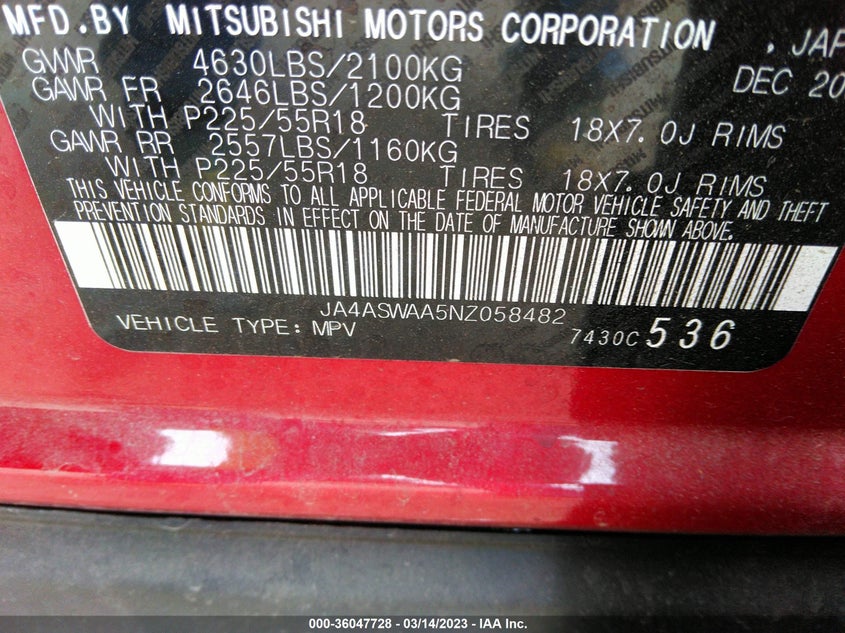 MFD.BY MITSUBISHI MOTORS CORPORATION
GVWR 4630LBS/2100KG
GAWR FR 2646LBS/1200KG
WITH P225/55R18 TIRES 18X7.0J RIMS
GAWR RR 2557LBS/1160KG
WITH P225/55R18 TIRES 18X7.0J RIMS
THIS VEHICLE CONFORMS TO ALL APPLICABLE FEDERAL MOTOR VEHICLE SAFETY AND THEFT
PREVENTION STANDARDS IN EFFECT ON THE DATE OF MANUFACTURE SHOWN ABOVE.
JA4ASWAA5NZ058482
VEHICLE TYPE: MPV 7430C 536
DEC
000-36047728 - 03/14/2023 - IAA Inc.